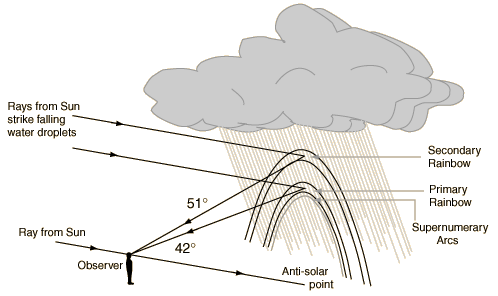 Rays from Sun
strike falling
water droplets
Secondary
Rainbow
Primary
Rainbow
51°
Supernumerary
Arcs
Ray from Sun
42°
Observer
Anti-solar
point